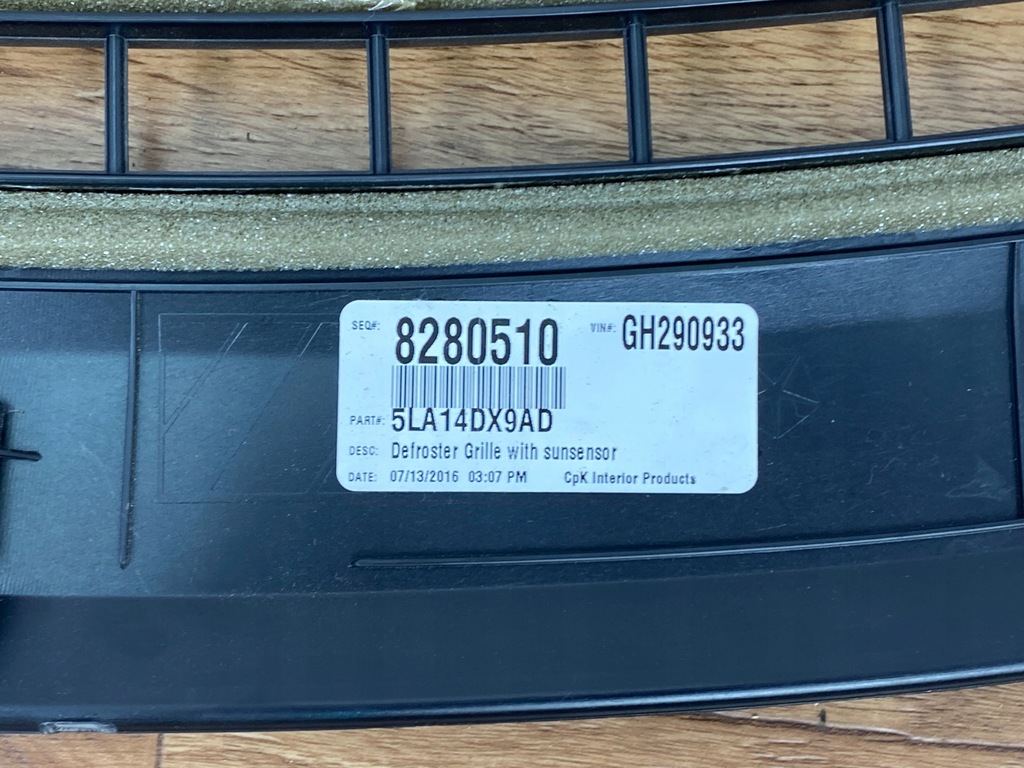 SEQ#: 8280510 VIN#: GH290933
PART#: 5LA14DX9AD
DESC: Defroster Grille with sunsensor
DATE: 07/13/2016 03:07 PM CpK Interior Products